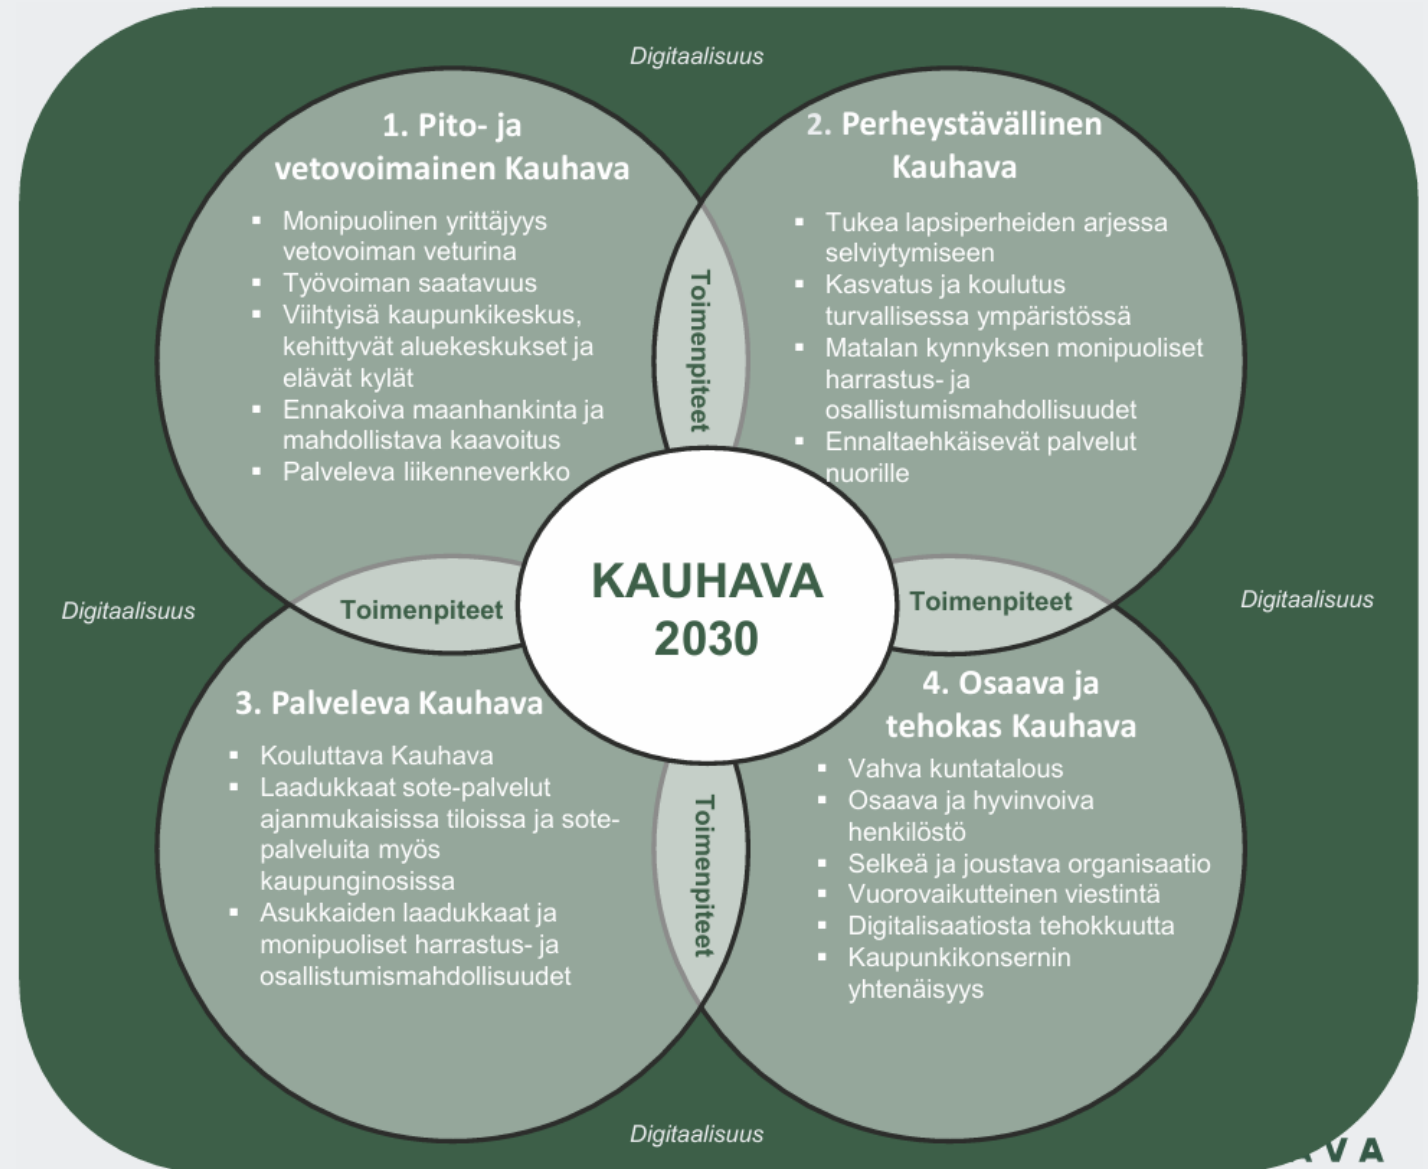 Digitaalisuus
1. Pito- ja
vetovoimainen Kauhava
▪ Monipuolinen yrittäjyys
vetovoiman veturina
▪ Työvoiman saatavuus
▪ Viihtyisä kaupunkikeskus,
kehittyvät aluekeskukset ja
elävät kylät
▪ Ennakoiva maanhankinta ja
mahdollistava kaavoitus
▪ Palveleva liikenneverkko
2. Perheystävällinen
Kauhava
▪ Tukea lapsiperheiden arjessa
selviytymiseen
▪ Kasvatus ja koulutus
turvallisessa ympäristössä
▪ Matalan kynnyksen monipuoliset
harrastus- ja
osallistumismahdollisuudet
▪ Ennaltaehkäisevät palvelut
nuorille
Toimenpiteet
Digitaalisuus
Toimenpiteet
KAUHAVA
2030
Toimenpiteet
Digitaalisuus
3. Palveleva Kauhava
▪ Kouluttava Kauhava
▪ Laadukkaat sote-palvelut
ajanmukaisissa tiloissa ja sote-
palveluita myös
kaupunginosissa
▪ Asukkaiden laadukkaat ja
monipuoliset harrastus- ja
osallistumismahdollisuudet
Toimenpiteet
4. Osaava ja
tehokas Kauhava
▪ Vahva kuntatalous
▪ Osaava ja hyvinvoiva
henkilöstö
▪ Selkeä ja joustava organisaatio
▪ Vuorovaikutteinen viestintä
▪ Digitalisaatiosta tehokkuutta
▪ Kaupunkikonsernin
yhtenäisyys
Digitaalisuus